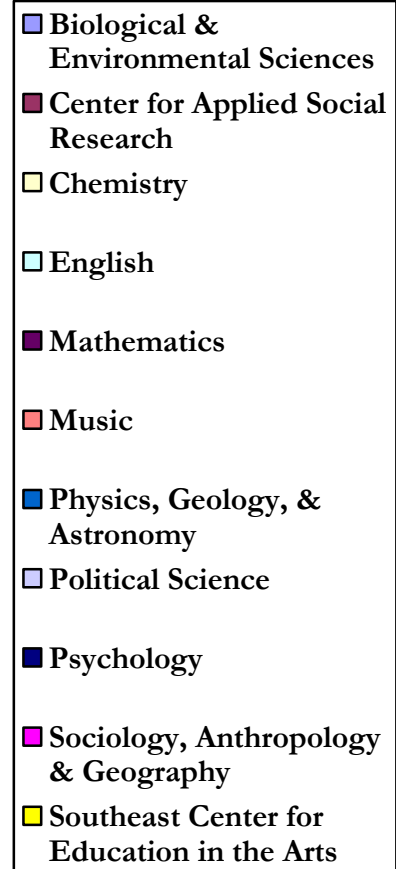 Biological &
Environmental Sciences
Center for Applied Social
Research
Chemistry
English
Mathematics
Music
Physics, Geology, &
Astronomy
Political Science
Psychology
Sociology, Anthropology
& Geography
Southeast Center for
Education in the Arts